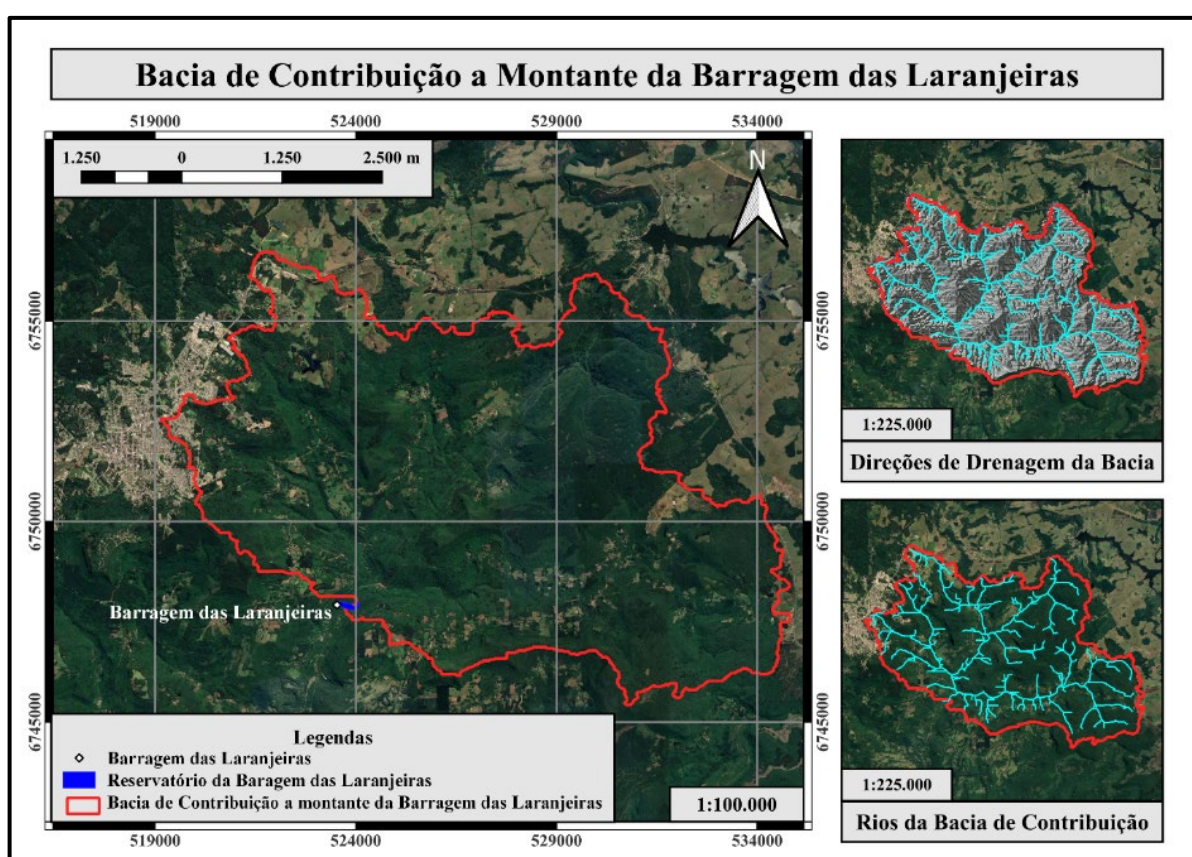 Bacia de Contribuição a Montante da Barragem das Laranjeiras
519000 524000 529000 534000
1.250 0 1.250 2.500 m
N
6755000 6755000
6750000 6750000
Barragem das Laranjeiras
6745000 6745000
Legendas
Barragem das Laranjeiras
Reservatório da Baragem das Laranjeiras
Bacia de Contribuição a montante da Barragem das Laranjeiras
1:100.000
519000 524000 529000 534000
1:225.000
Direções de Drenagem da Bacia
1:225.000
Rios da Bacia de Contribuição